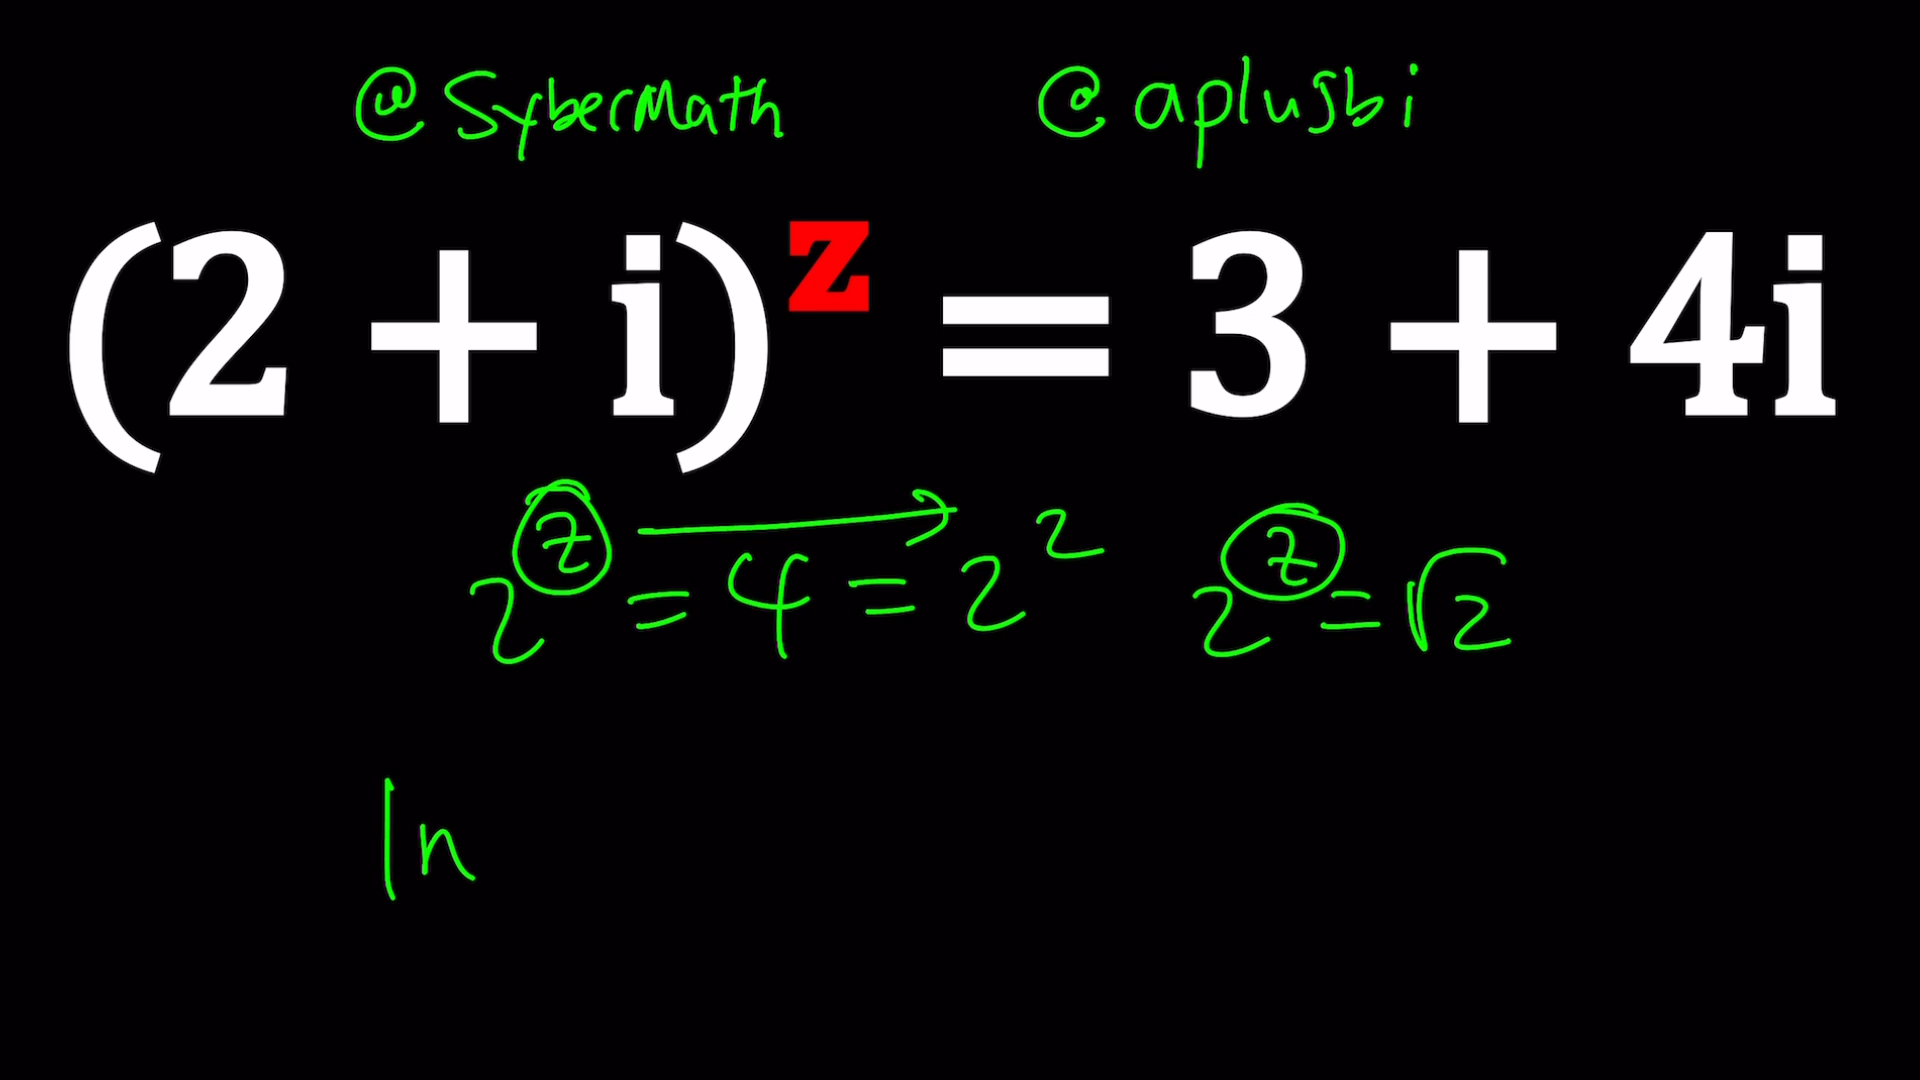 @SyberMath @aplusbi
(2 + i)^z = 3 + 4i
2^z = 4 = 2^2 2^z = √2
ln